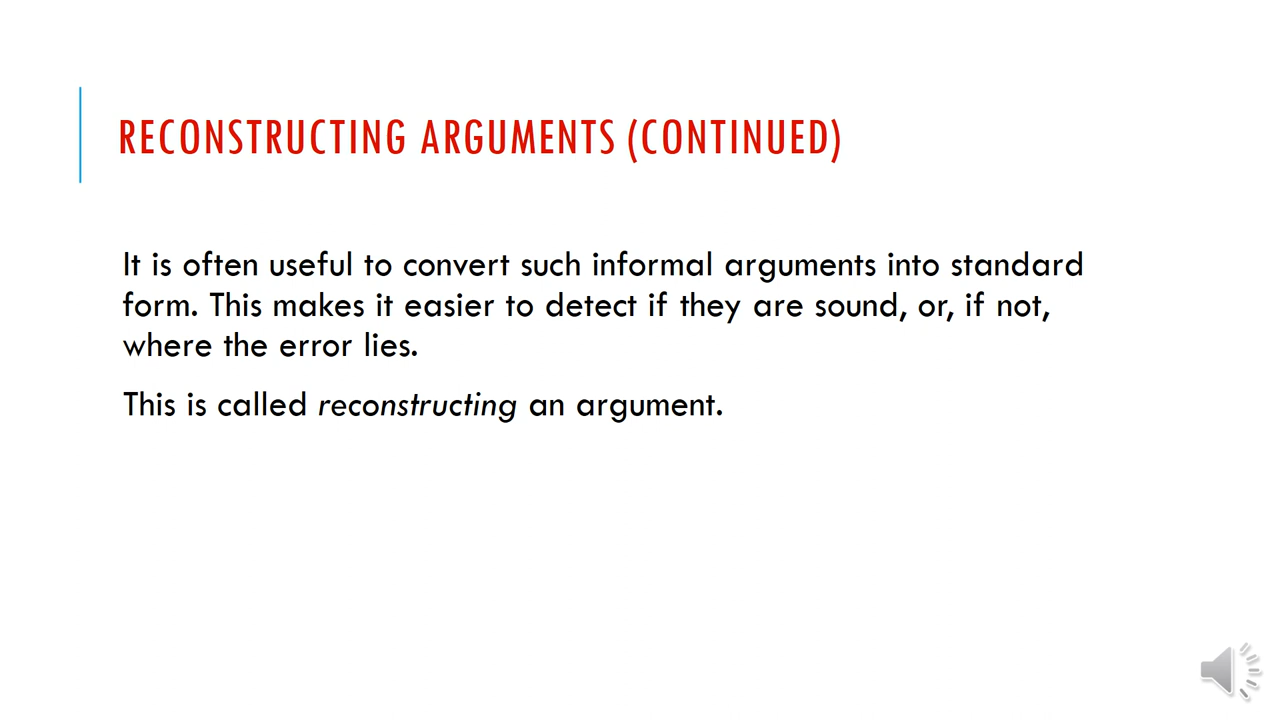 RECONSTRUCTING ARGUMENTS (CONTINUED)
It is often useful to convert such informal arguments into standard
form. This makes it easier to detect if they are sound, or, if not,
where the error lies.
This is called reconstructing an argument.